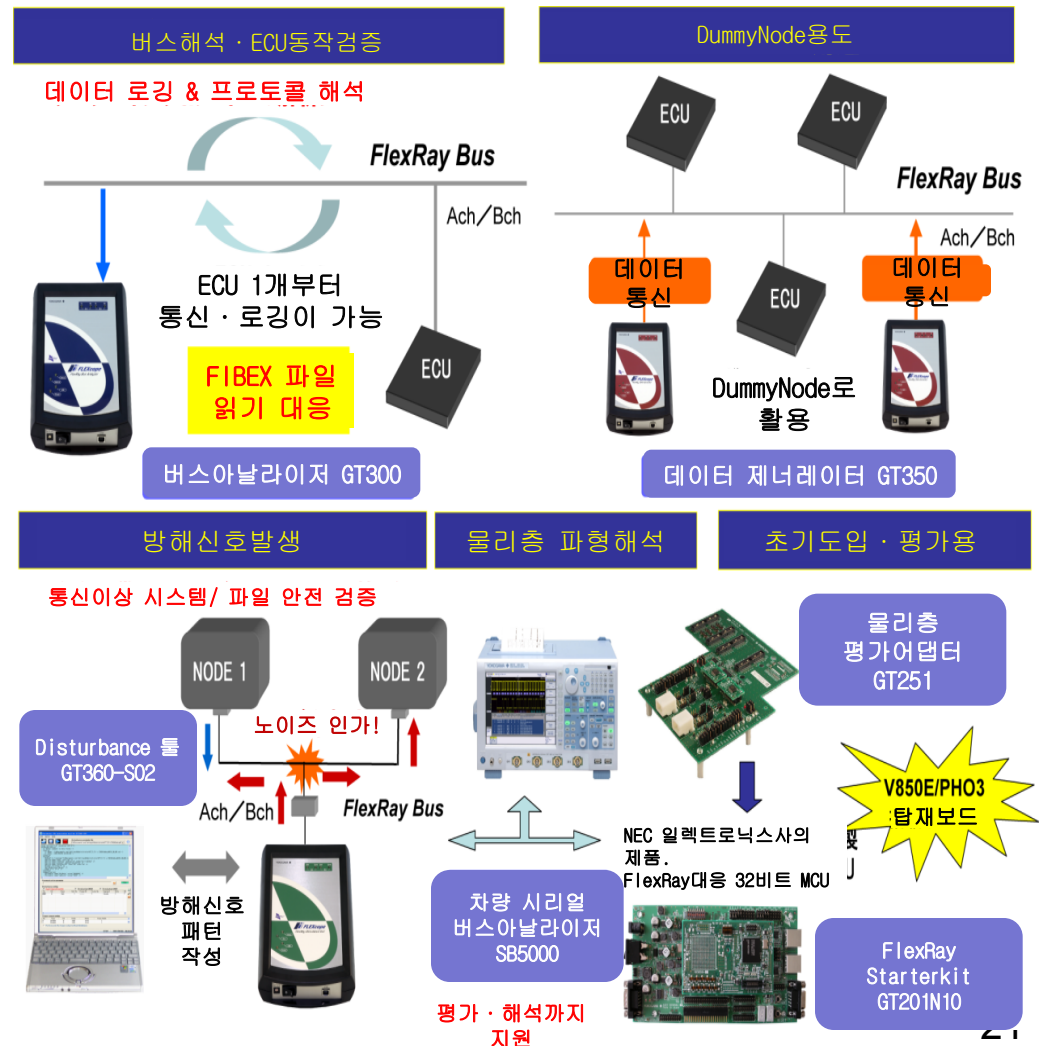 버스해석 · ECU동작검증
데이터 로깅 & 프로토콜 해석
FlexRay Bus
Ach／Bch
ECU 1개부터
통신 · 로깅이 가능
ECU
FIBEX 파일
읽기 대응
FLEXcope
버스아날라이저 GT300
DummyNode용도
ECU
ECU
FlexRay Bus
Ach／Bch
데이터
통신
ECU
데이터
통신
DummyNode로
활용
데이터 제너레이터 GT350
방해신호발생
통신이상 시스템/ 파일 안전 검증
NODE 1
NODE 2
노이즈 인가!
Disturbance 툴
GT360-S02
Ach／Bch
FlexRay Bus
방해신호
패턴
작성
물리층 파형해석
차량 시리얼
버스아날라이저
SB5000
평가 · 해석까지
지원
초기도입 · 평가용
물리층
평가어댑터
GT251
V850E/PHO3
탑재보드
NEC 일렉트로닉스사의
제품.
FlexRay대응 32비트 MCU
FlexRay
Starterkit
GT201N10